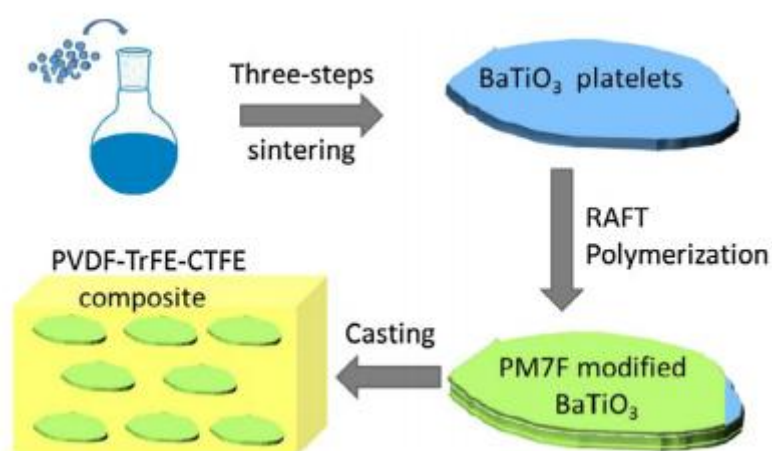 Three-steps
sintering
BaTiO₃ platelets
RAFT
Polymerization
PVDF-TrFE-CTFE
composite
Casting
PM7F modified
BaTiO₃